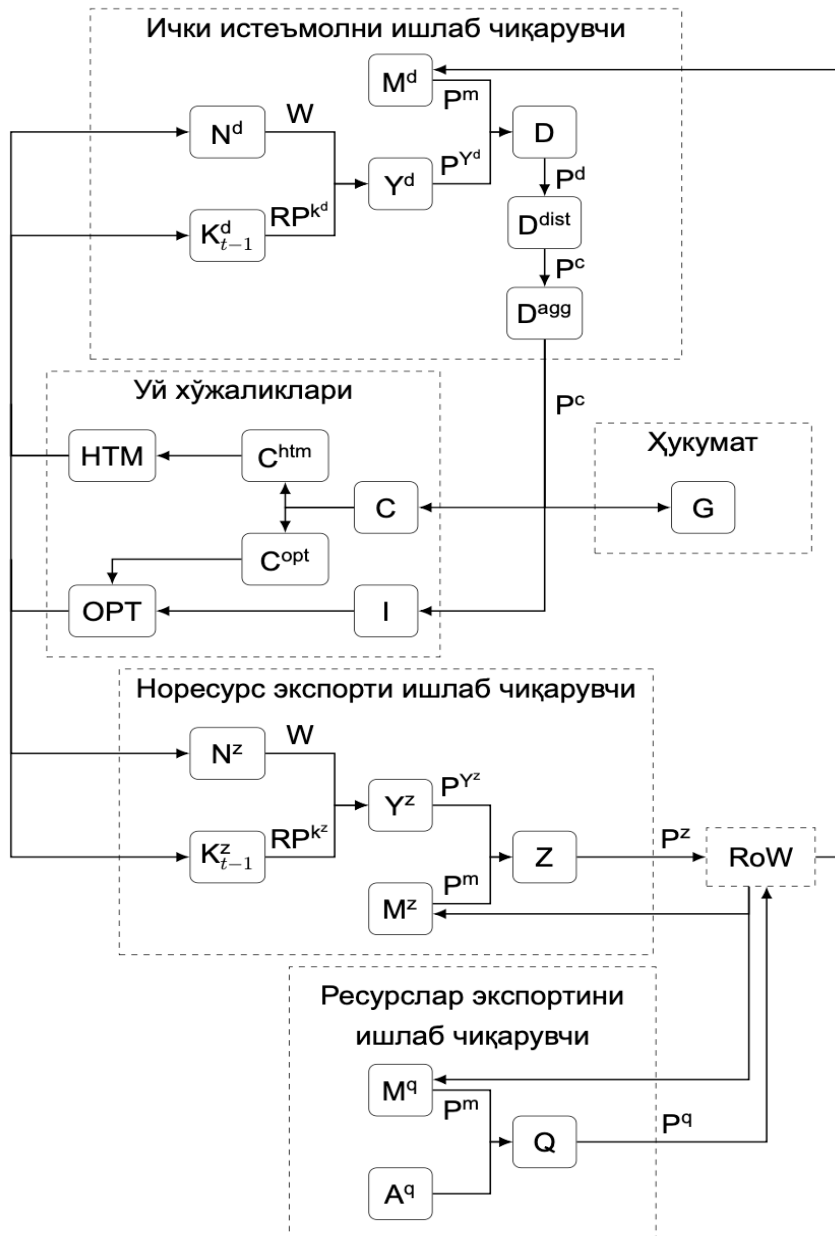 Ички истеъмолни ишлаб чиқарувчи
M^d
P^m
N^d
W
D
Y^d
P^{Y^d}
P^d
K^d_{t−1}
RP^{k^d}
D^dist
P^c
D^agg
Уй хўжаликлари
P^c
Ҳукумат
HTM
C^htm
C
G
C^opt
OPT
I
Норесурс экспорти ишлаб чиқарувчи
N^z
W
Y^z
P^{Y^z}
K^z_{t−1}
RP^{k^z}
Z
P^z
RoW
M^z
P^m
Ресурслар экспортини
ишлаб чиқарувчи
M^q
P^m
Q
P^q
A^q